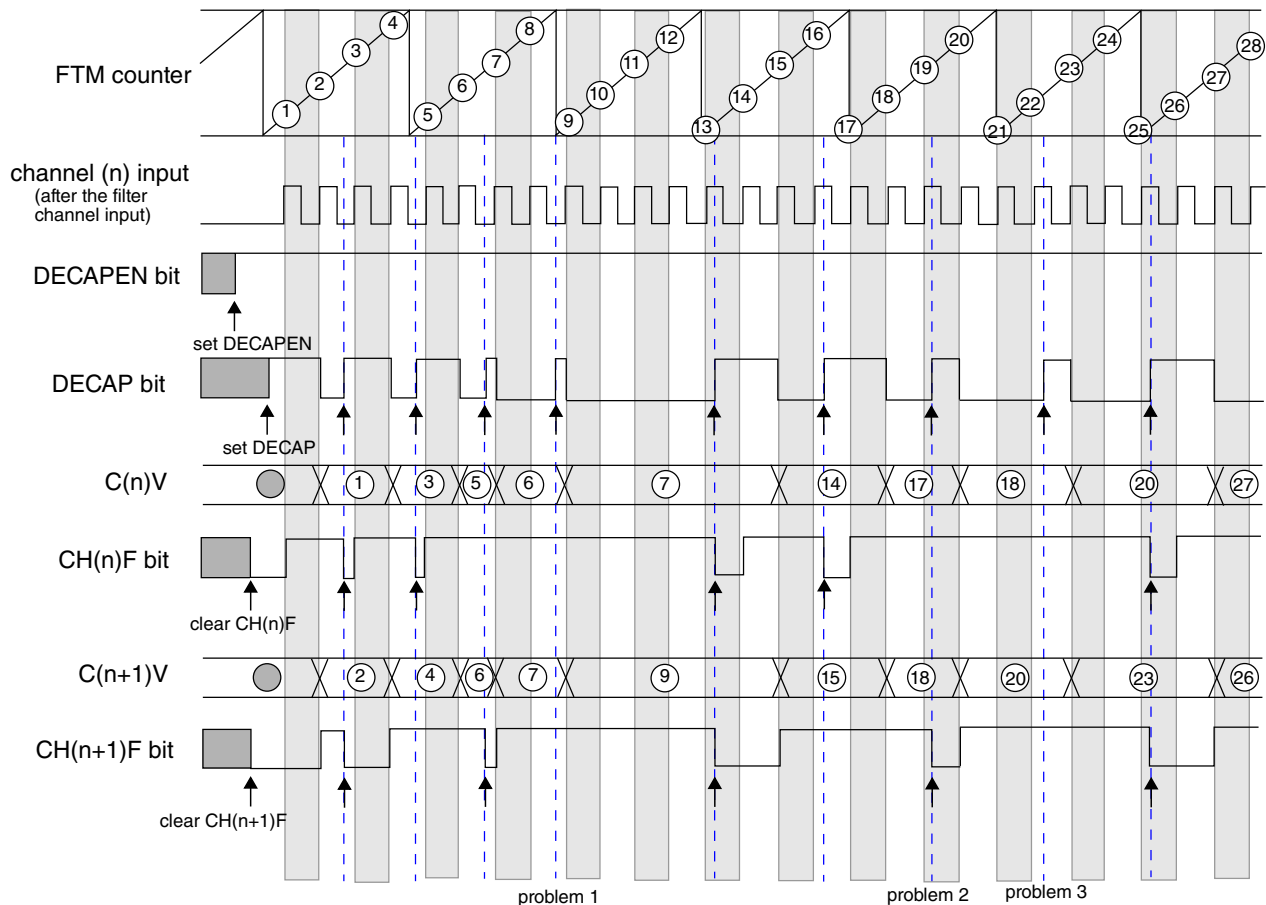 4 8 12 16 20 24 28
3 7 11 15 19 23 27
FTM counter 2 6 10 14 18 22 26
1 5 9 13 17 21 25
channel (n) input
(after the filter
channel input)
DECAPEN bit
set DECAPEN
DECAP bit
set DECAP
C(n)V 1 3 5 6 7 14 17 18 20 27
CH(n)F bit
clear CH(n)F
C(n+1)V 2 4 6 7 9 15 18 20 23 26
CH(n+1)F bit
clear CH(n+1)F
problem 1 problem 2 problem 3